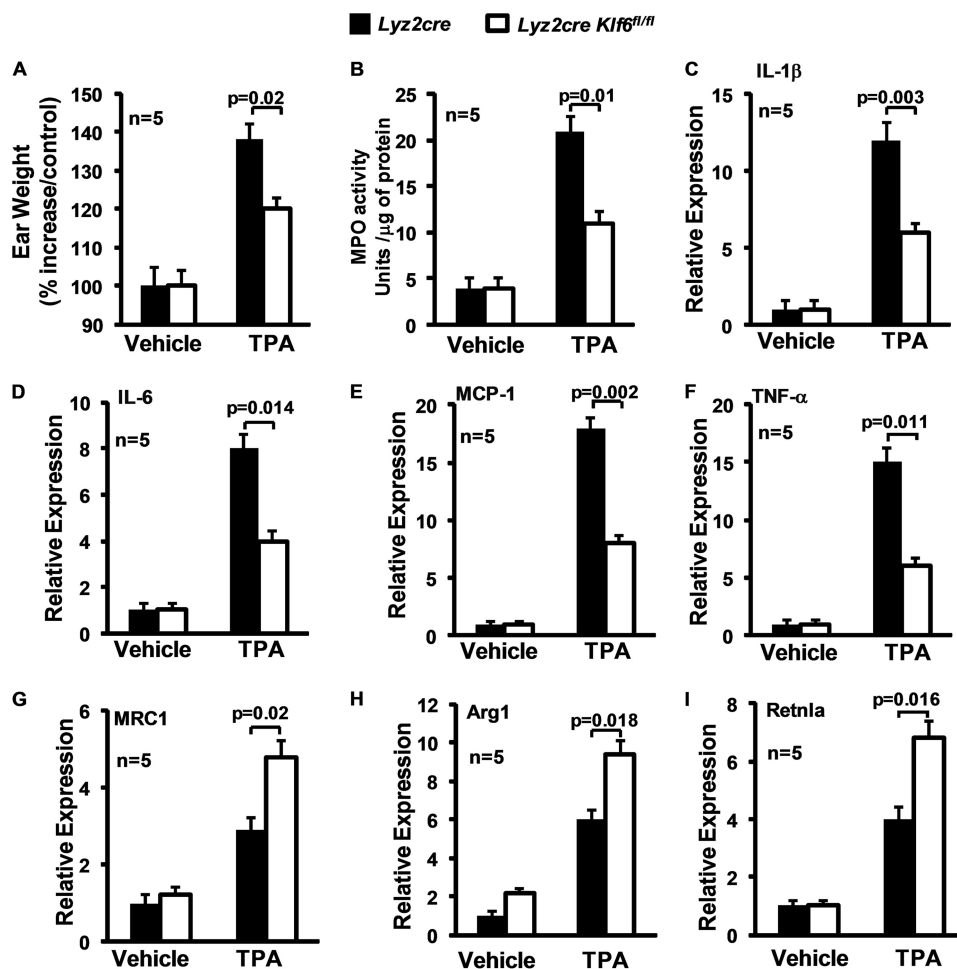 Lyz2cre Lyz2cre Klf6fl/fl
A
Ear Weight
(% increase/control)
150
140
130
120
110
100
90
n=5
p=0.02
Vehicle TPA
B
MPO activity
Units /μg of protein
25
20
15
10
5
0
n=5
p=0.01
Vehicle TPA
C
IL-1β
Relative Expression
15
10
5
0
n=5
p=0.003
Vehicle TPA
D
IL-6
Relative Expression
10
8
6
4
2
0
n=5
p=0.014
Vehicle TPA
E
MCP-1
Relative Expression
20
15
10
5
0
n=5
p=0.002
Vehicle TPA
F
TNF-α
Relative Expression
20
15
10
5
0
n=5
p=0.011
Vehicle TPA
G
MRC1
Relative Expression
6
4
2
0
n=5
p=0.02
Vehicle TPA
H
Arg1
Relative Expression
12
10
8
6
4
2
0
n=5
p=0.018
Vehicle TPA
I
Retnla
Relative Expression
8
6
4
2
0
n=5
p=0.016
Vehicle TPA